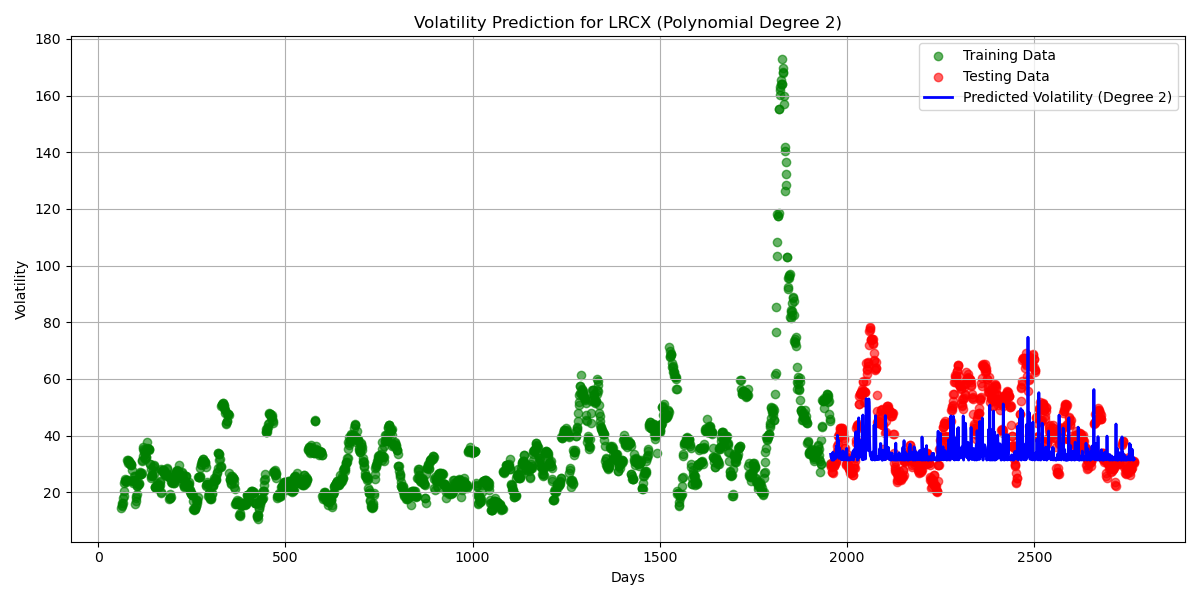 Volatility Prediction for LRCX (Polynomial Degree 2)
Training Data
Testing Data
Predicted Volatility (Degree 2)
Volatility
180
160
140
120
100
80
60
40
20
0
500
1000
1500
2000
2500
Days